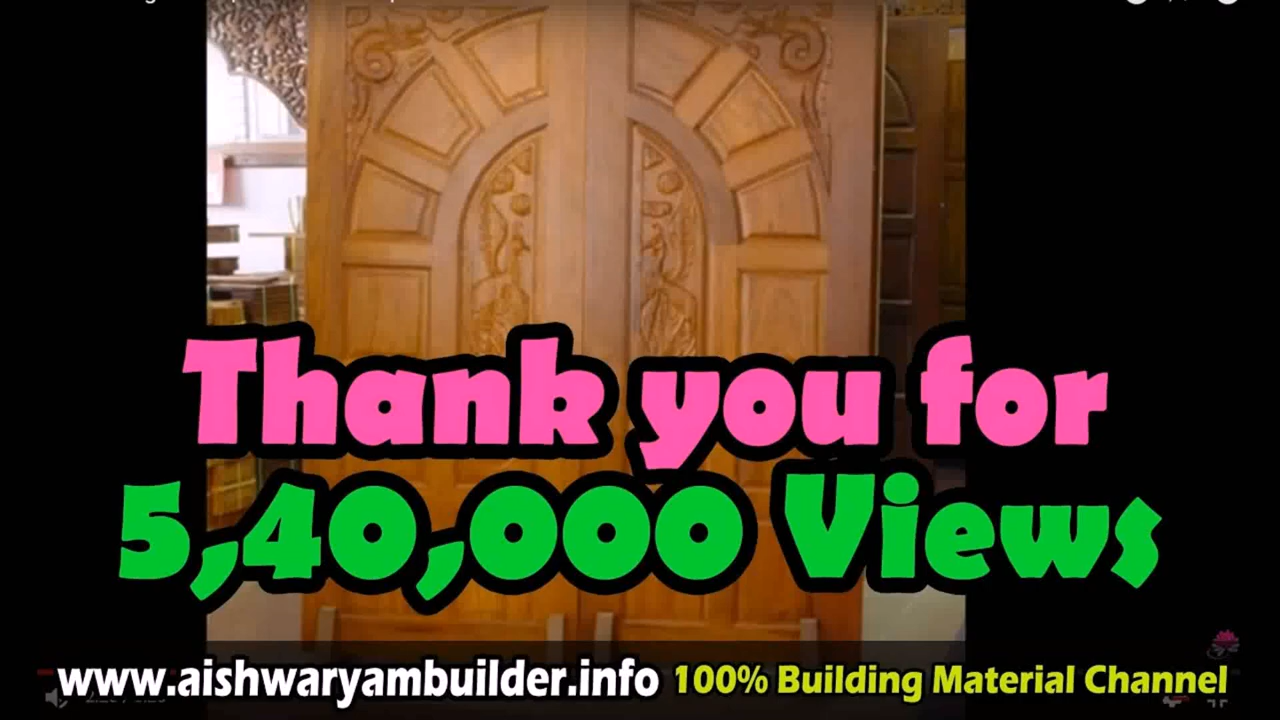 Thank you for
5,40,000 Views
www.aishwaryambuilder.info 100% Building Material Channel